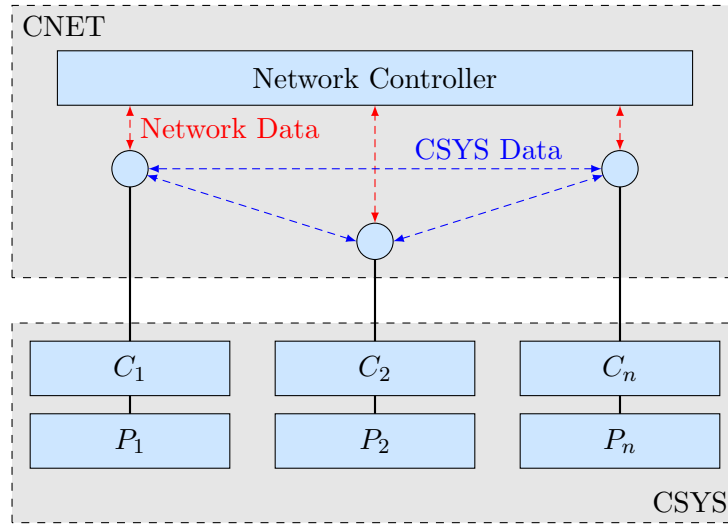 CNET
Network Controller
Network Data
CSYS Data
C₁ C₂ Cₙ
P₁ P₂ Pₙ
CSYS